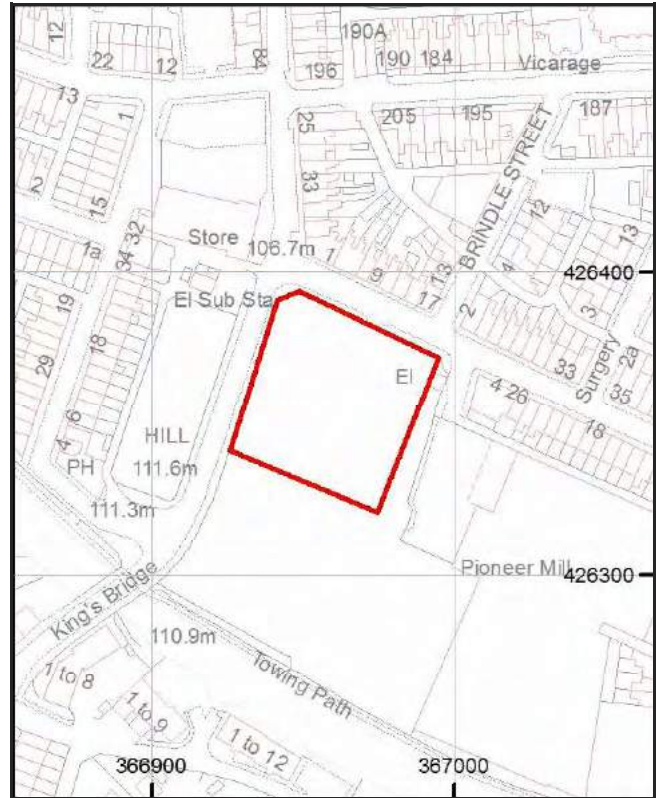 190A
12
22
12
84
196
190
184
Vicarage
13
1
25
205
195
187
33
2
15
BRINDLE STREET
12
13
34 32
Store
1a
106.7m
1
9
13
17
4
426400
19
El Sub Sta
2
3
18
El
33
2a
29
Surgery
35
4 26
18
6
4
HILL
PH
111.6m
111.3m
Pioneer Mill
426300
King's Bridge
110.9m
Towing Path
1 to 8
1 to 9
1 to 12
366900
367000